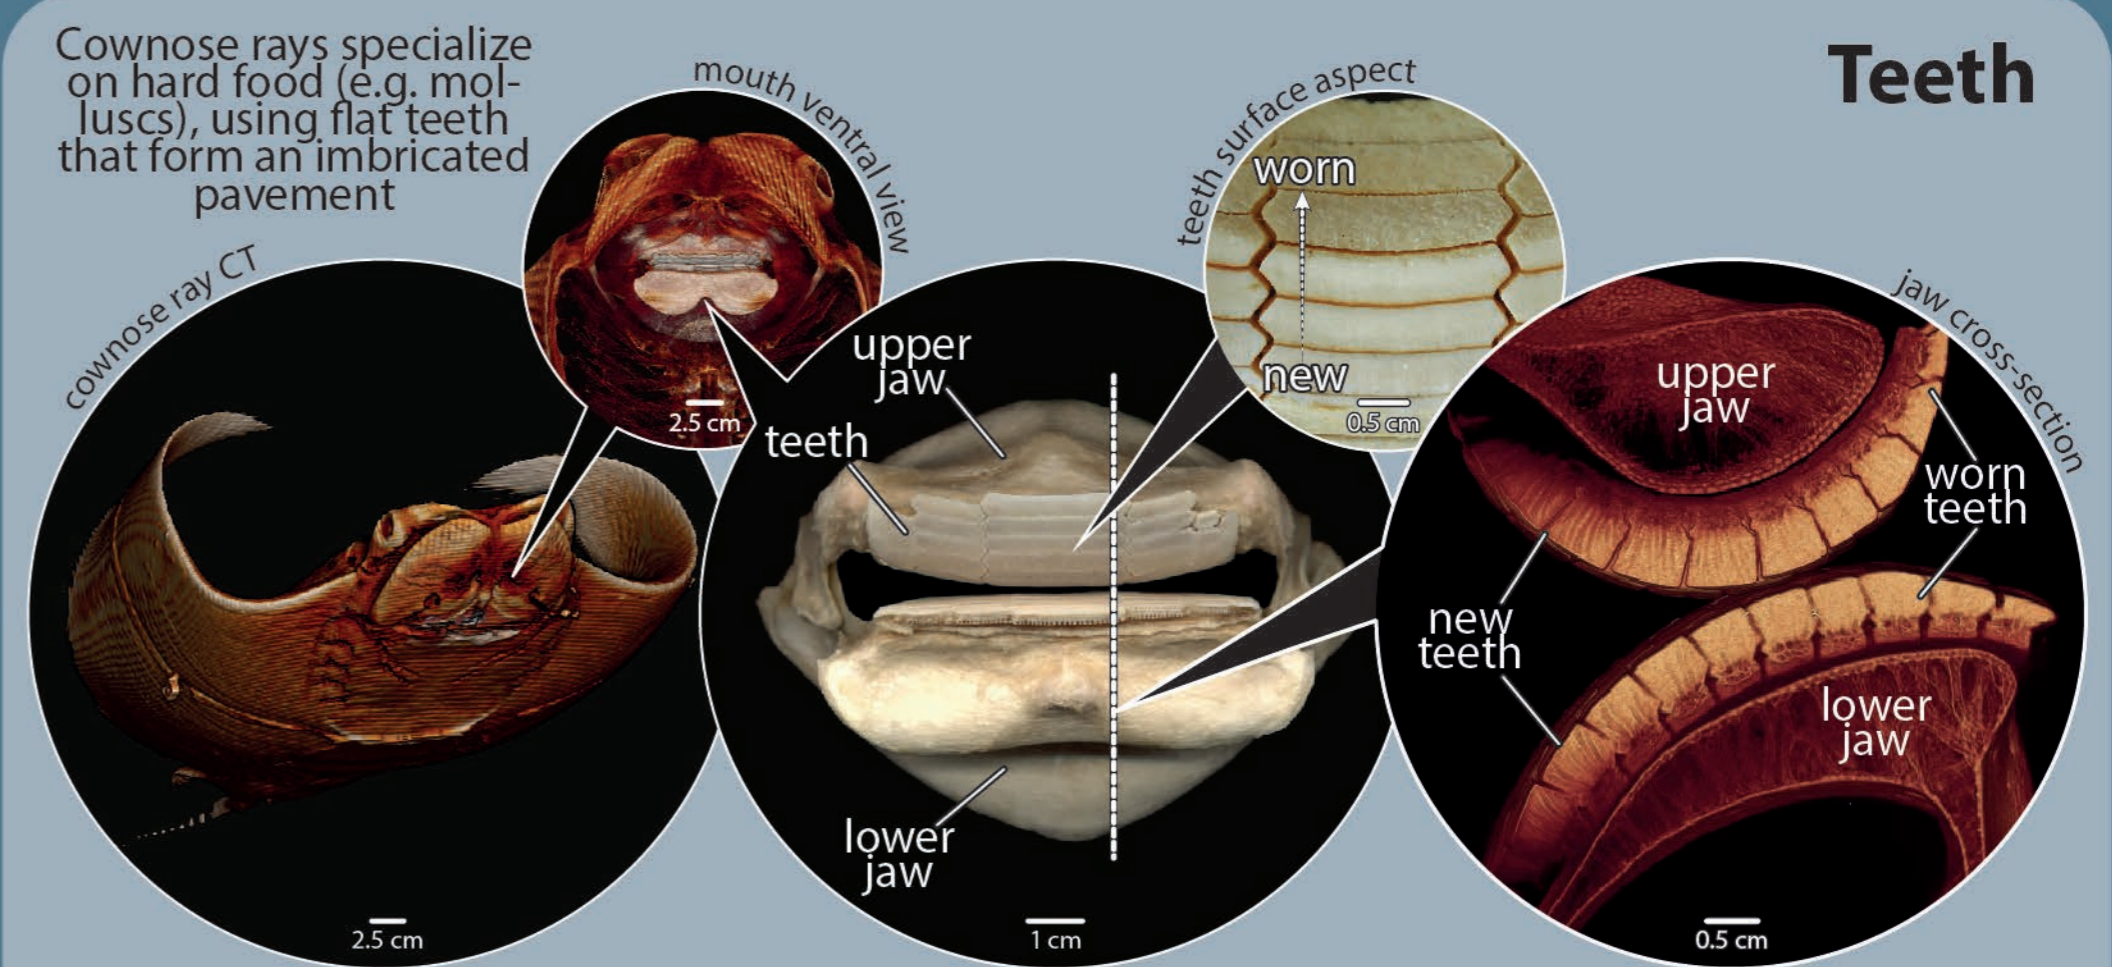 Cownose rays specialize
on hard food (e.g. mol-
luscs), using flat teeth
that form an imbricated
pavement
Teeth
cownose ray CT
2.5 cm
mouth ventral view
2.5 cm
upper
jaw
teeth
lower
jaw
1 cm
teeth surface aspect
worn
new
0.5 cm
jaw cross-section
upper
jaw
worn
teeth
new
teeth
lower
jaw
0.5 cm